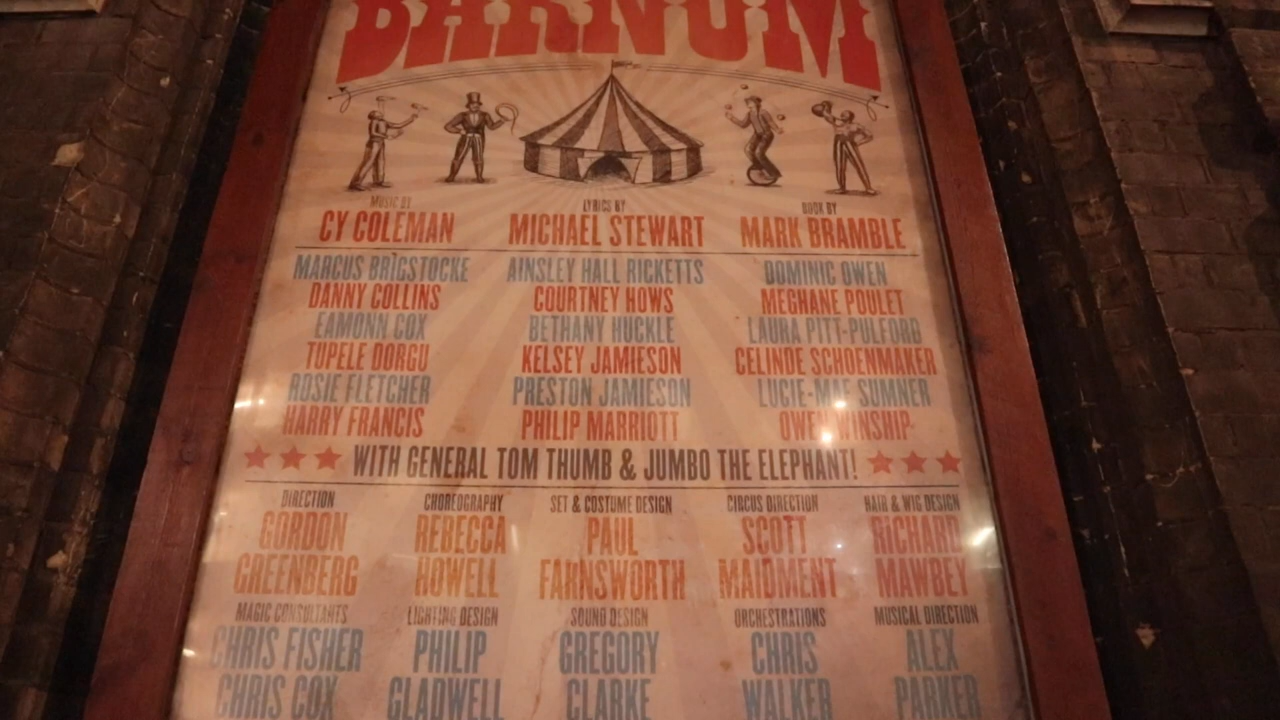 BARNUM
MUSIC BY LYRICS BY BOOK BY
CY COLEMAN MICHAEL STEWART MARK BRAMBLE
MARCUS BRIGSTOCKE AINSLEY HALL RICKETTS DOMINIC OWEN
DANNY COLLINS COURTNEY HOWS MEGHANE POULET
EAMONN COX BETHANY HUCKLE LAURA PITT-PULFORD
TUPELE DORGU KELSEY JAMIESON CELINDE SCHOENMAKER
ROSIE FLETCHER PRESTON JAMIESON LUCIE-MAE SUMNER
HARRY FRANCIS PHILIP MARRIOTT OWEN WINSHIP
WITH GENERAL TOM THUMB & JUMBO THE ELEPHANT!
DIRECTION CHOREOGRAPHY SET & COSTUME DESIGN CIRCUS DIRECTION HAIR & WIG DESIGN
GORDON REBECCA PAUL SCOTT RICHARD
GREENBERG HOWELL FARNSWORTH MAIDMENT MAWBEY
MAGIC CONSULTANTS LIGHTING DESIGN SOUND DESIGN ORCHESTRATIONS MUSICAL DIRECTION
CHRIS FISHER PHILIP GREGORY CHRIS ALEX
CHRIS COX GLADWELL CLARKE WALKER PARKER